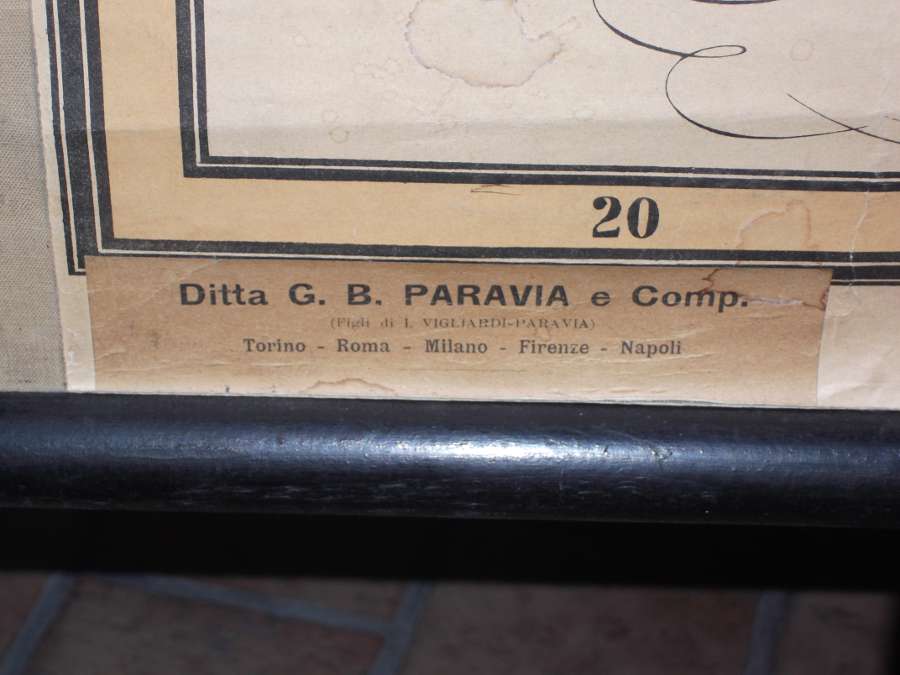 20
Ditta G. B. PARAVIA e Comp.
(Figli di I. VIGLIARDI-PARAVIA)
Torino - Roma - Milano - Firenze - Napoli